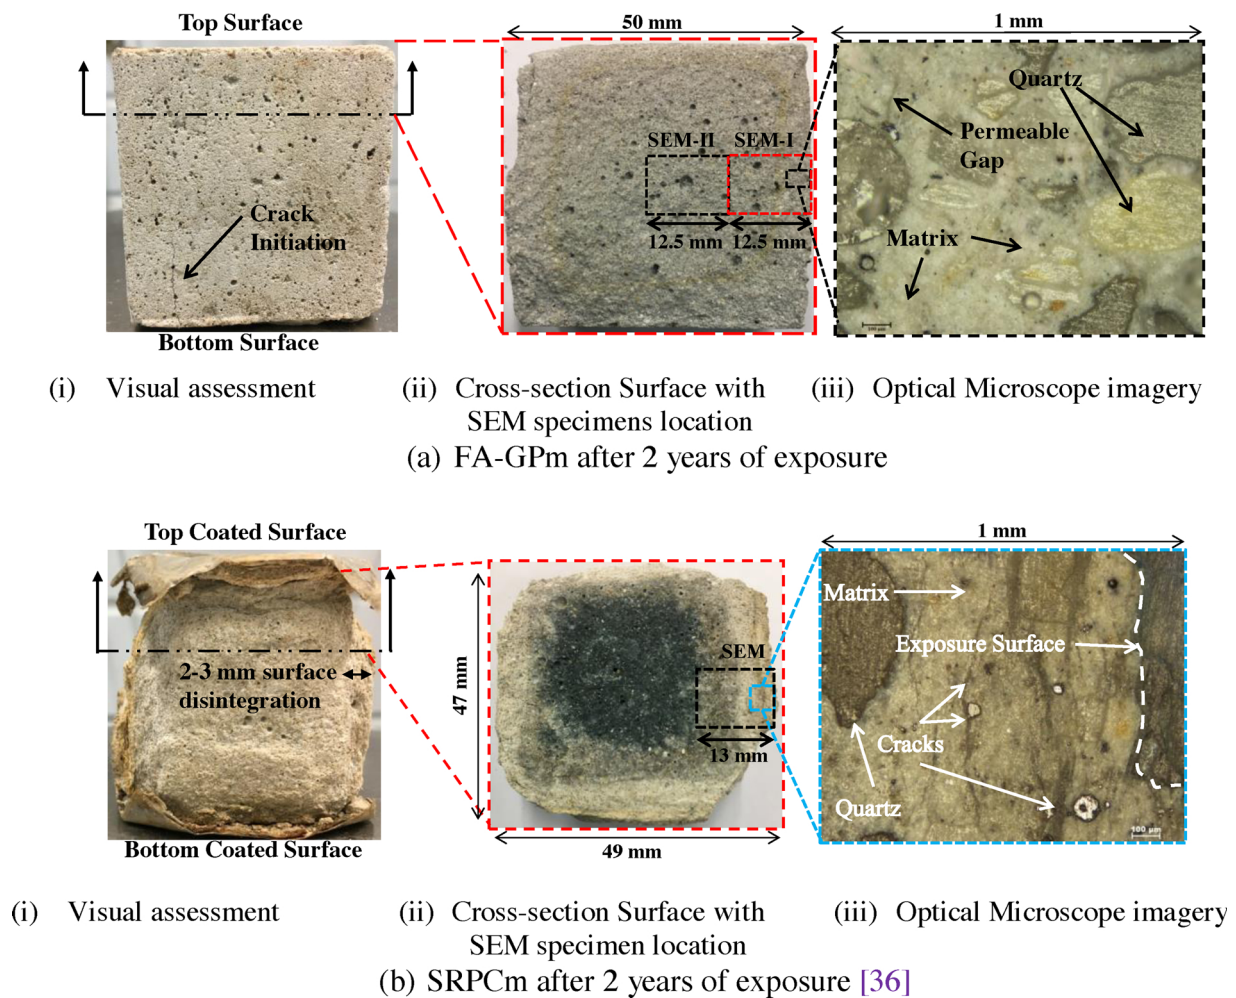 Top Surface
50 mm
1 mm
Quartz
Permeable
Gap
SEM-II
SEM-I
Crack
Initiation
12.5 mm
12.5 mm
Matrix
100 µm
Bottom Surface
(i) Visual assessment
(ii) Cross-section Surface with
SEM specimens location
(iii) Optical Microscope imagery
(a) FA-GPm after 2 years of exposure
Top Coated Surface
1 mm
Matrix
Exposure Surface
SEM
2-3 mm surface
disintegration
47 mm
13 mm
Cracks
Quartz
100 µm
Bottom Coated Surface
49 mm
(i) Visual assessment
(ii) Cross-section Surface with
SEM specimen location
(iii) Optical Microscope imagery
(b) SRPCm after 2 years of exposure [36]